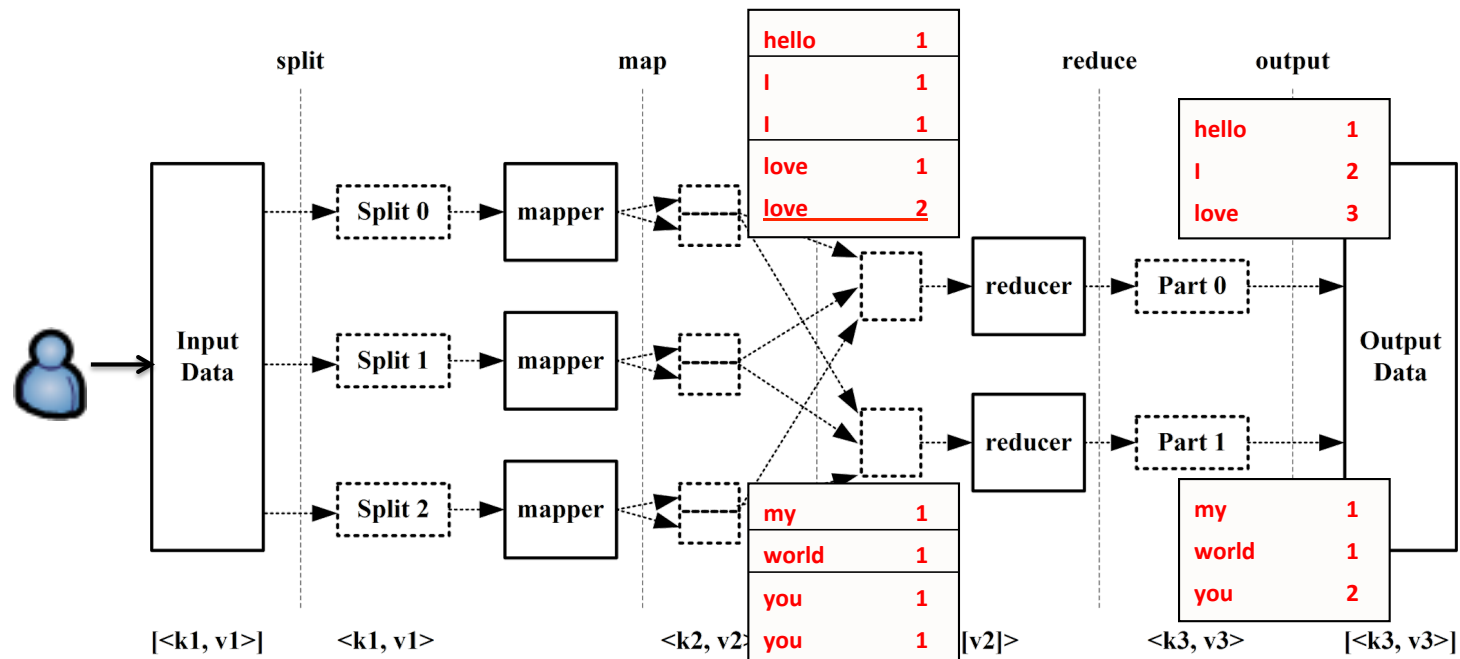 split
map
reduce
output
hello 1
I 1
I 1
love 1
love 2
hello 1
I 2
love 3
Input
Data
Split 0
mapper
Split 1
mapper
Split 2
mapper
reducer
Part 0
reducer
Part 1
Output
Data
my 1
world 1
you 1
you 1
my 1
world 1
you 2
[<k1, v1>]
<k1, v1>
<k2, v2
[v2]>
<k3, v3>
[<k3, v3>]